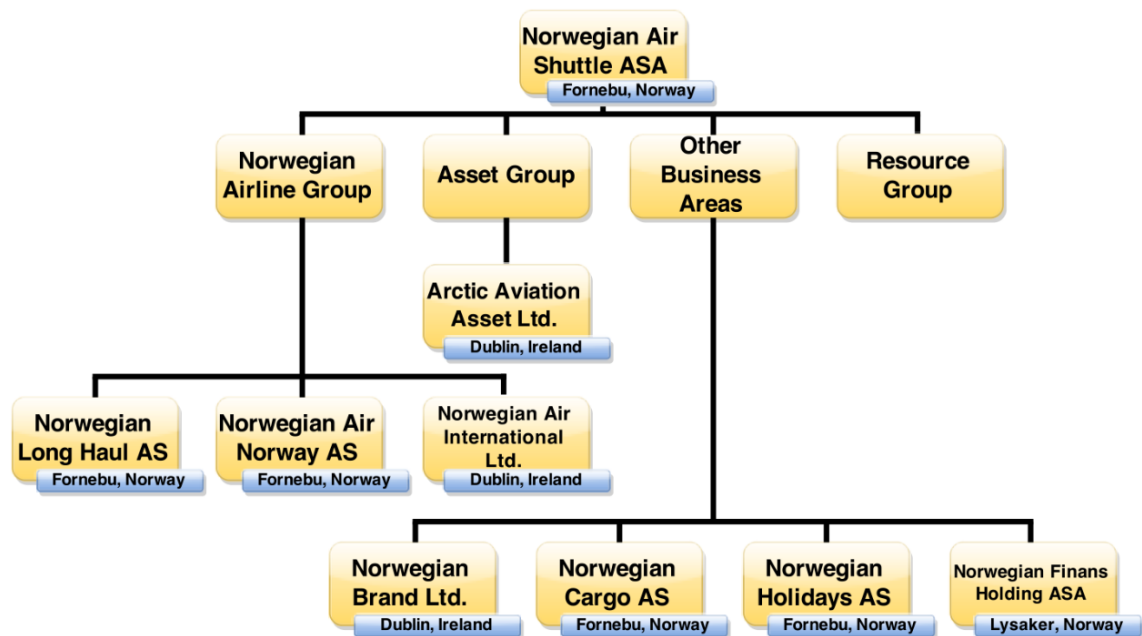 Norwegian Air
Shuttle ASA
Fornebu, Norway
Norwegian
Airline Group
Asset Group
Other
Business
Areas
Resource
Group
Arctic Aviation
Asset Ltd.
Dublin, Ireland
Norwegian
Long Haul AS
Fornebu, Norway
Norwegian Air
Norway AS
Fornebu, Norway
Norwegian Air
International
Ltd.
Dublin, Ireland
Norwegian
Brand Ltd.
Dublin, Ireland
Norwegian
Cargo AS
Fornebu, Norway
Norwegian
Holidays AS
Fornebu, Norway
Norwegian Finans
Holding ASA
Lysaker, Norway